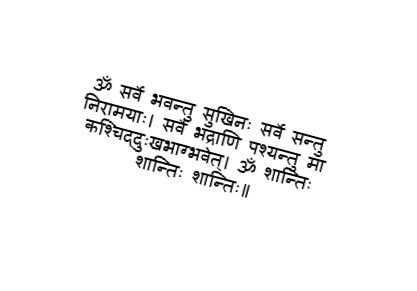 ॐ सर्वे भवन्तु सुखिनः सर्वे सन्तु
निरामयाः। सर्वे भद्राणि पश्यन्तु मा
कश्चिद्दुःखभाग्भवेत्। ॐ शान्तिः
शान्तिः शान्तिः॥